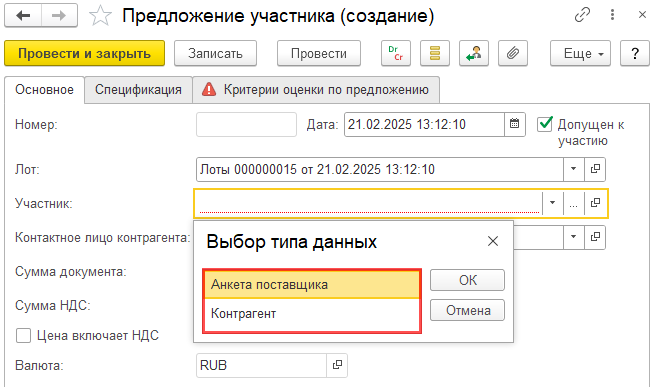 Предложение участника (создание)
Провести и закрыть Записать Провести Dr Cr Еще ?
Основное Спецификация Критерии оценки по предложению
Номер: Дата: 21.02.2025 13:12:10 Допущен к
участию
Лот: Лоты 000000015 от 21.02.2025 13:12:10
Участник: ...
Выбор типа данных
Контактное лицо контрагента:
Сумма документа: Анкета поставщика ОК
Сумма НДС: Контрагент Отмена
Цена включает НДС
Валюта: RUB